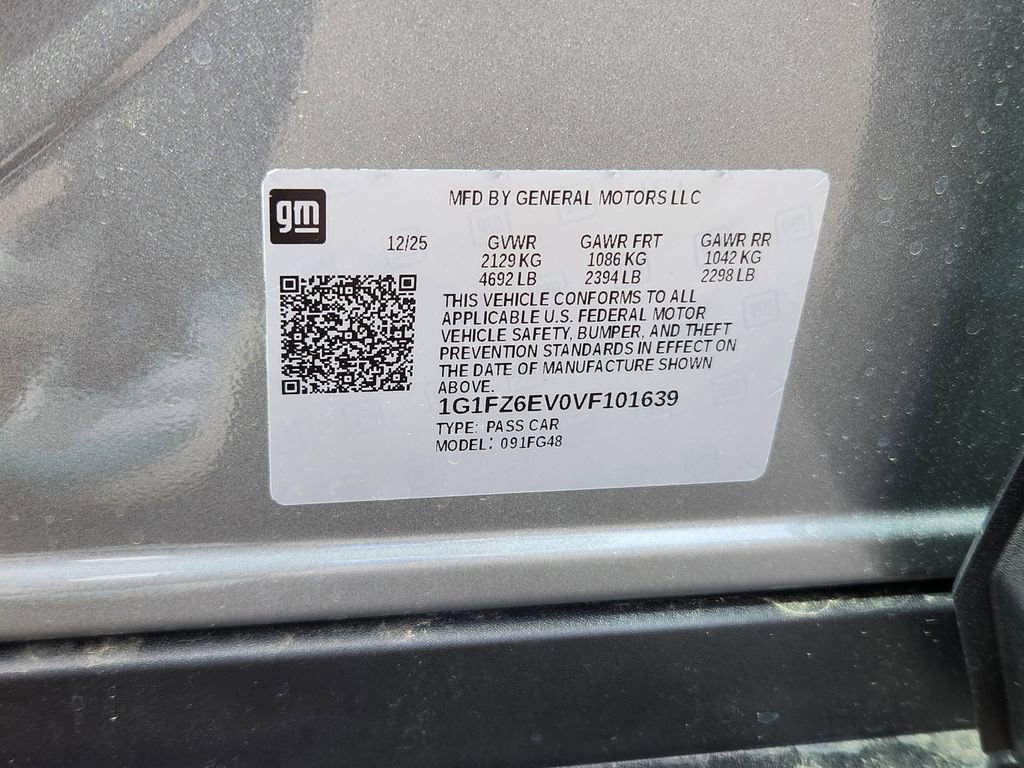 gm
MFD BY GENERAL MOTORS LLC
12/25 GVWR GAWR FRT GAWR RR
2129 KG 1086 KG 1042 KG
4692 LB 2394 LB 2298 LB
THIS VEHICLE CONFORMS TO ALL
APPLICABLE U.S. FEDERAL MOTOR
VEHICLE SAFETY, BUMPER, AND THEFT
PREVENTION STANDARDS IN EFFECT ON
THE DATE OF MANUFACTURE SHOWN
ABOVE.
1G1FZ6EV0VF101639
TYPE: PASS CAR
MODEL: 091FG48